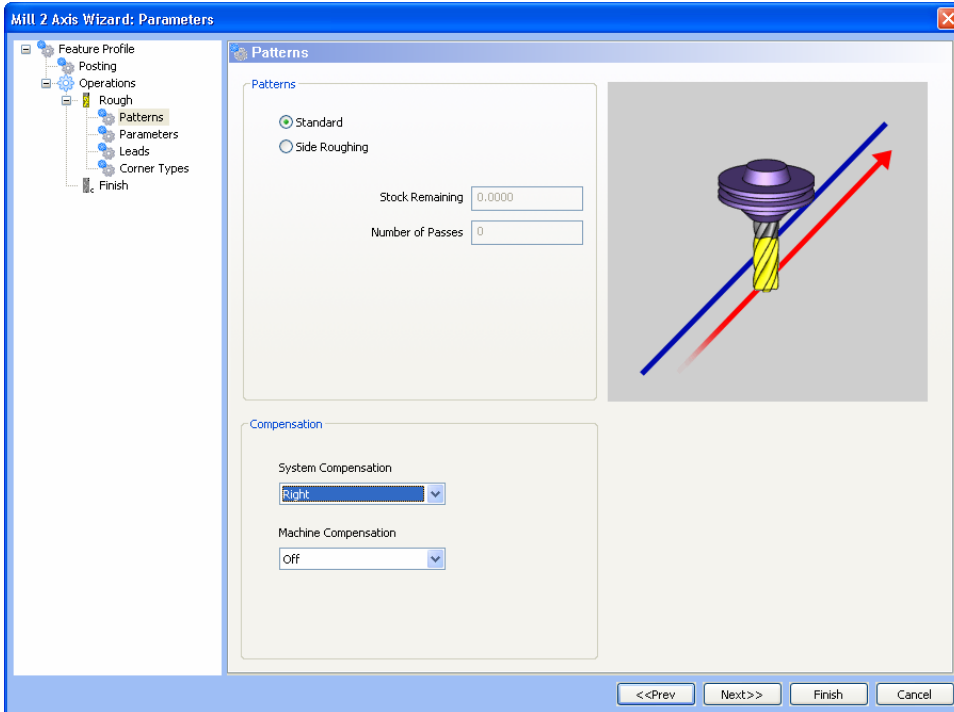 Mill 2 Axis Wizard: Parameters
Feature Profile
Posting
Operations
Rough
Patterns
Parameters
Leads
Corner Types
Finish
Patterns
Patterns
Standard
Side Roughing
Stock Remaining 0.0000
Number of Passes 0
Compensation
System Compensation
Right
Machine Compensation
Off
<<Prev Next>> Finish Cancel